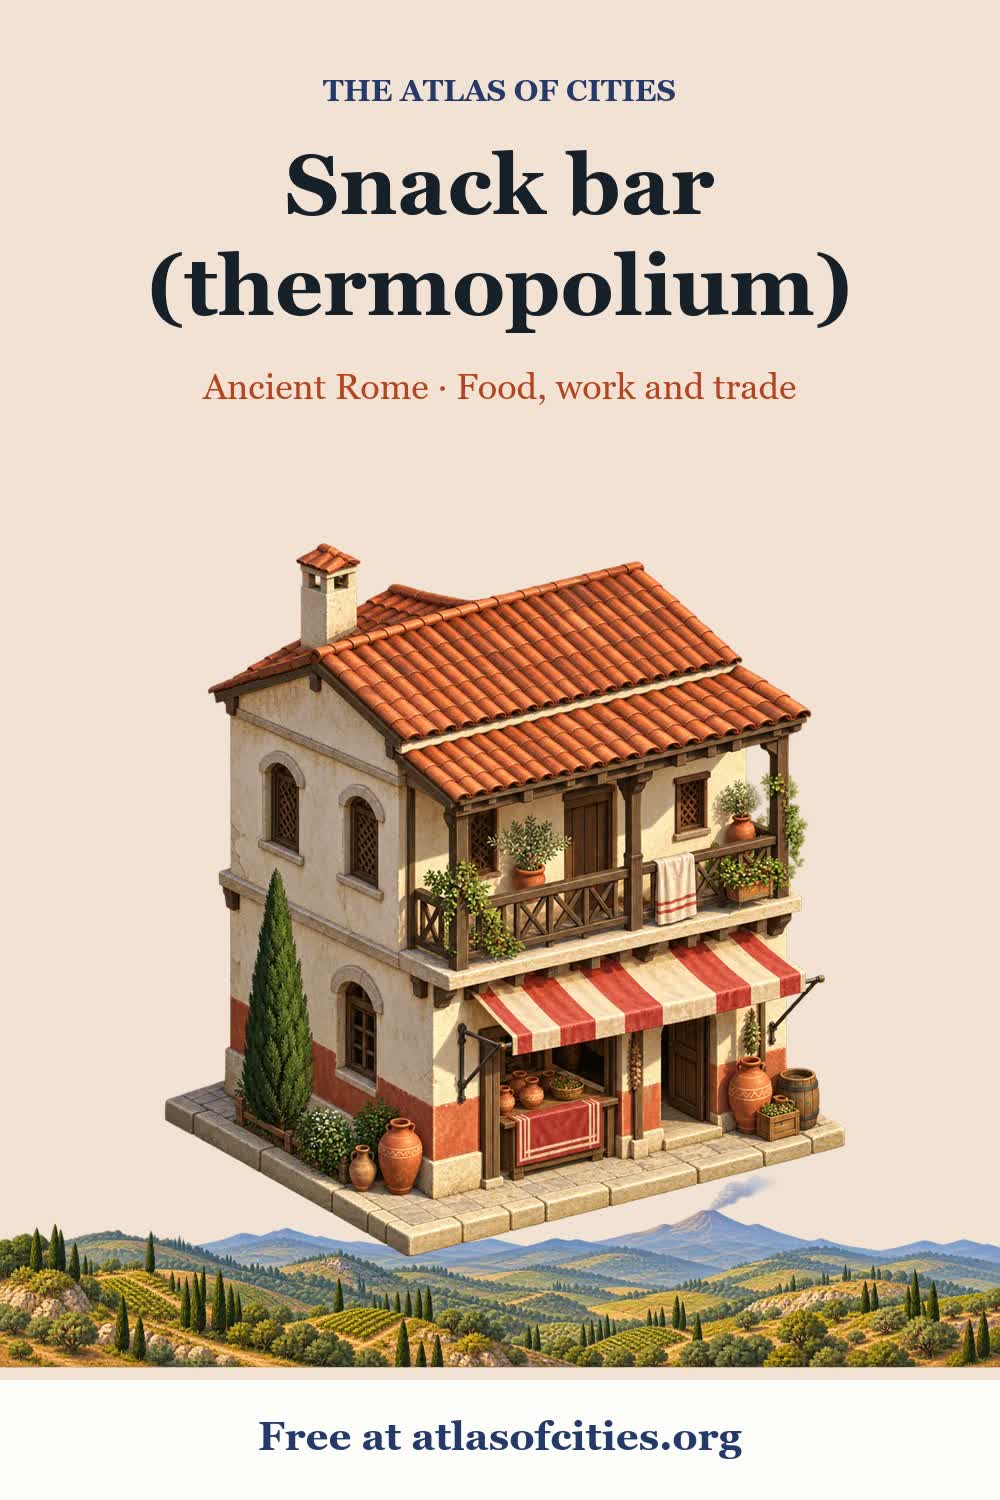 THE ATLAS OF CITIES
Snack bar
(thermopolium)
Ancient Rome · Food, work and trade
Free at atlasofcities.org